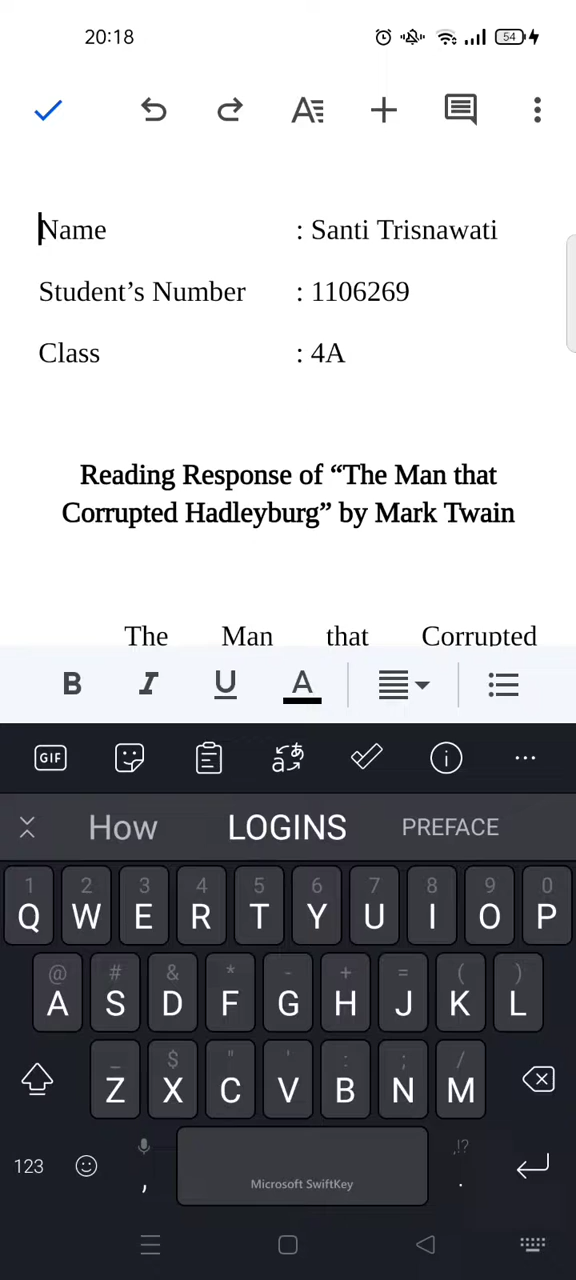 20:18
54
Name : Santi Trisnawati
Student’s Number : 1106269
Class : 4A
Reading Response of “The Man that
Corrupted Hadleyburg” by Mark Twain
The Man that Corrupted
B I U A
GIF
How LOGINS PREFACE
1 2 3 4 5 6 7 8 9 0
Q W E R T Y U I O P
@ # & * - + = ( )
A S D F G H J K L
_ $ " ' : ; /
Z X C V B N M
123 , Microsoft SwiftKey ,!? .